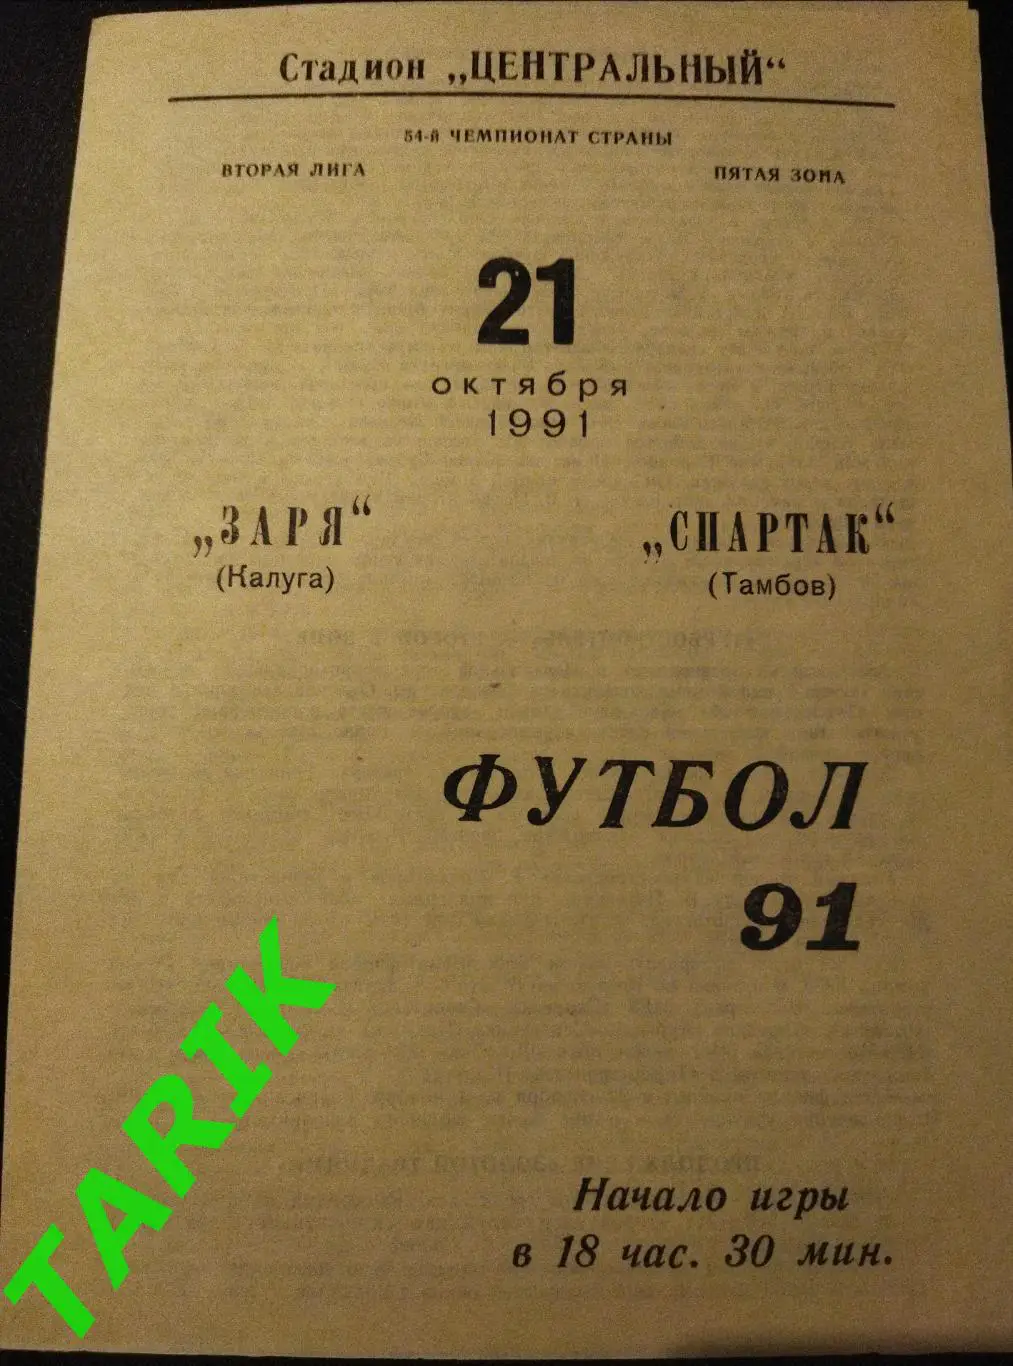 Стадион „ЦЕНТРАЛЬНЫЙ“
54-й ЧЕМПИОНАТ СТРАНЫ
ВТОРАЯ ЛИГА ПЯТАЯ ЗОНА
21
октября
1991
„ЗАРЯ“ „СПАРТАК“
(Калуга) (Тамбов)
ФУТБОЛ
91
TARIK
Начало игры
в 18 час. 30 мин.